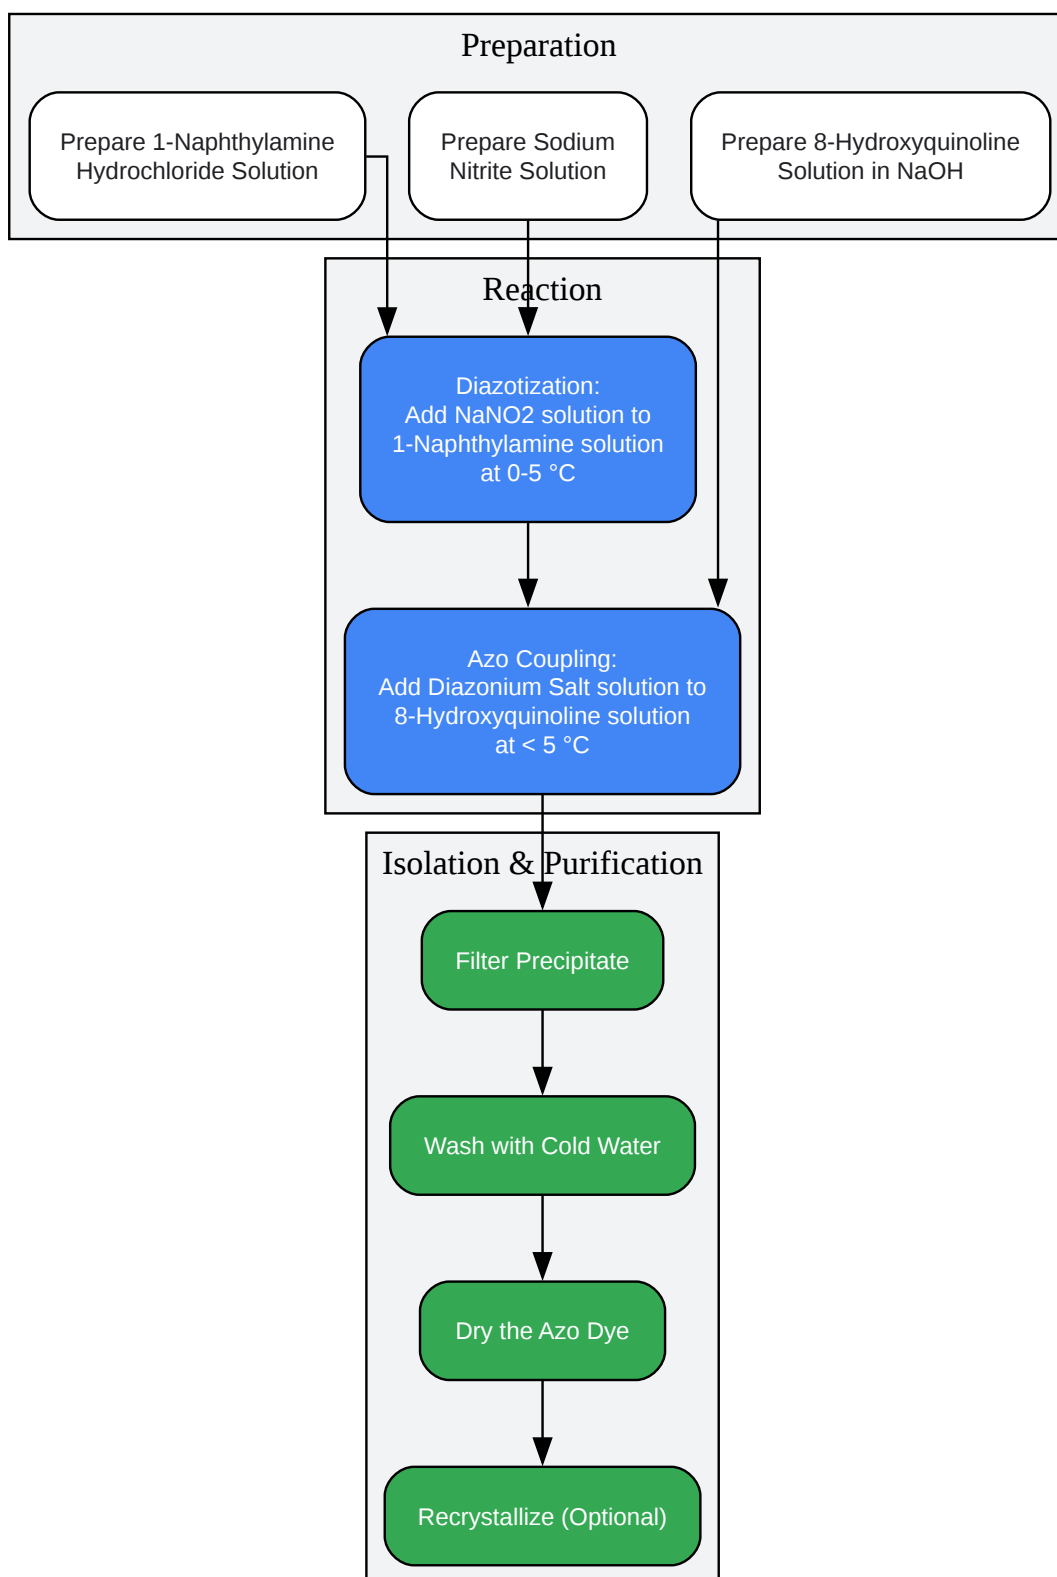 Preparation
Prepare 1-Naphthylamine
Hydrochloride Solution
Prepare Sodium
Nitrite Solution
Prepare 8-Hydroxyquinoline
Solution in NaOH
Reaction
Diazotization:
Add NaNO2 solution to
1-Naphthylamine solution
at 0-5 °C
Azo Coupling:
Add Diazonium Salt solution to
8-Hydroxyquinoline solution
at < 5 °C
Isolation & Purification
Filter Precipitate
Wash with Cold Water
Dry the Azo Dye
Recrystallize (Optional)